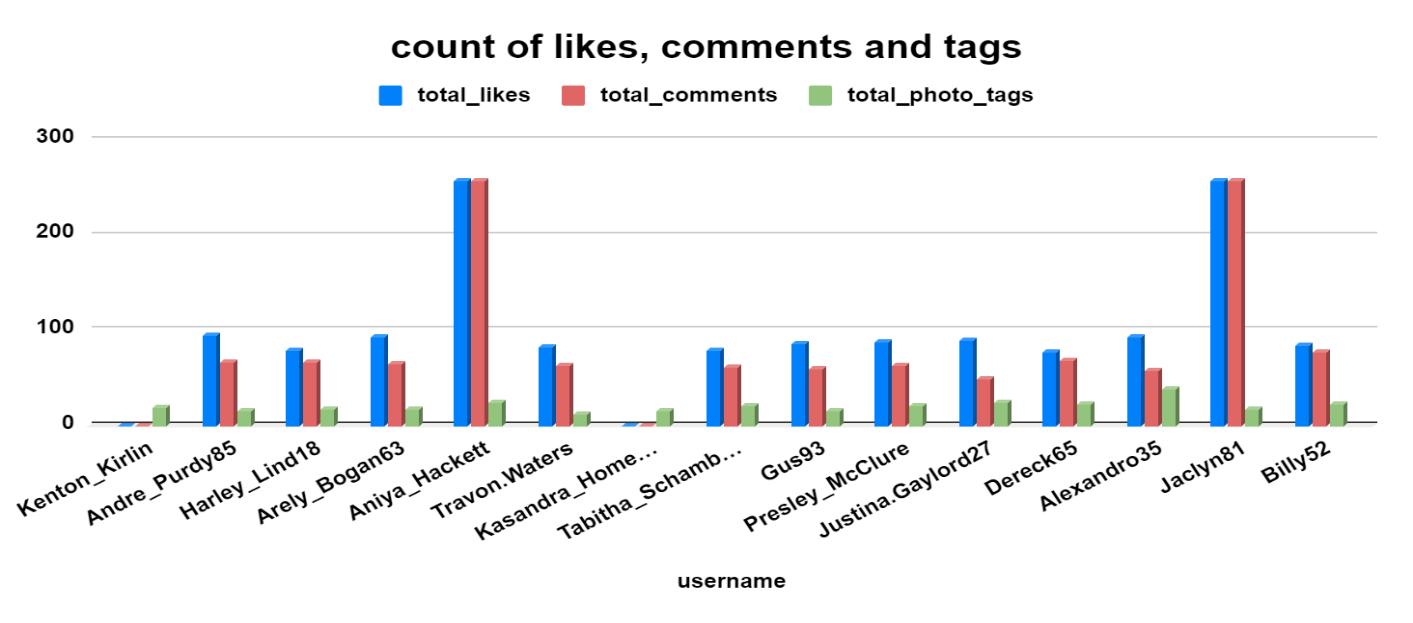 count of likes, comments and tags
total_likes total_comments total_photo_tags
300
200
100
0
Kenton_Kirlin
Andre_Purdy85
Harley_Lind18
Arely_Bogan63
Aniya_Hackett
Travon.Waters
Kasandra_Home...
Tabitha_Schamb...
Gus93
Presley_McClure
Justina.Gaylord27
Dereck65
Alexandro35
Jaclyn81
Billy52
username